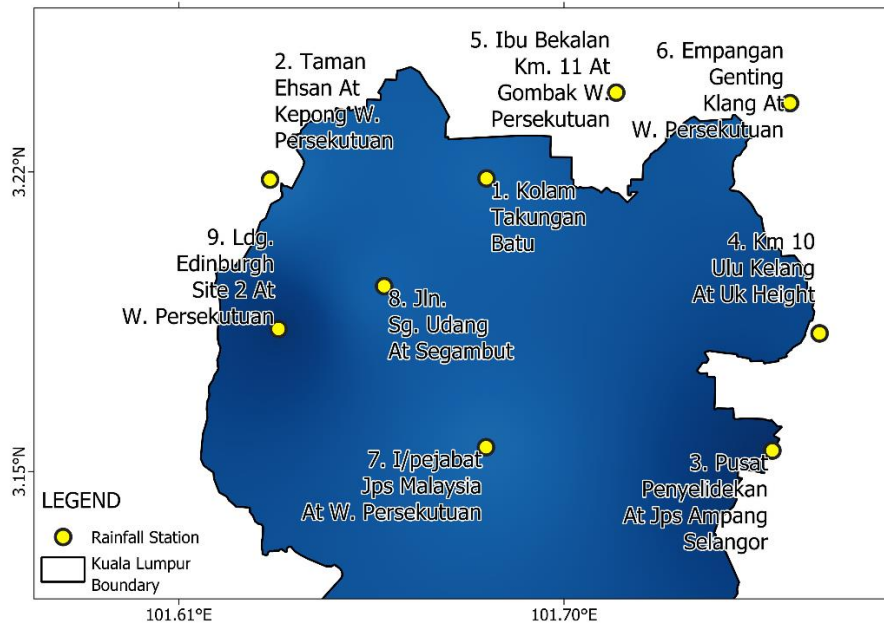 5. Ibu Bekalan
Km. 11 At
Gombak W.
Persekutuan
6. Empangan
Genting
Klang At
W. Persekutuan
2. Taman
Ehsan At
Kepong W.
Persekutuan
3.22°N
1. Kolam
Takungan
Batu
9. Ldg.
Edinburgh
Site 2 At
W. Persekutuan
4. Km 10
Ulu Kelang
At Uk Height
8. Jln.
Sg. Udang
At Segambut
7. I/pejabat
Jps Malaysia
At W. Persekutuan
3. Pusat
Penyelidekan
At Jps Ampang
Selangor
3.15°N
LEGEND
Rainfall Station
Kuala Lumpur
Boundary
101.61°E
101.70°E